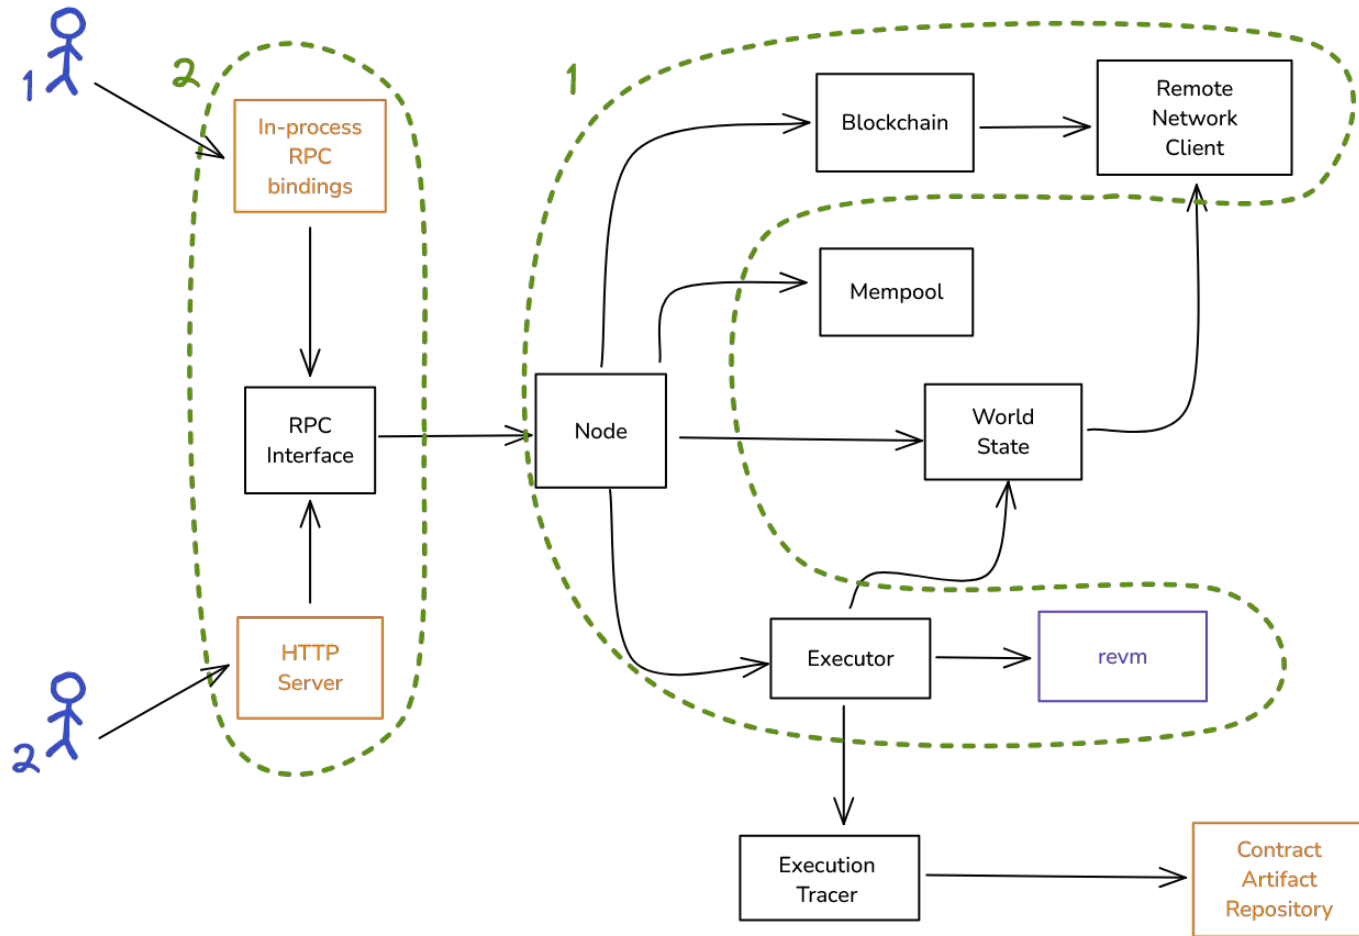 1
2
In-process
RPC
bindings
1
Blockchain
Remote
Network
Client
Mempool
RPC
Interface
Node
World
State
HTTP
Server
2
Executor
revm
Execution
Tracer
Contract
Artifact
Repository